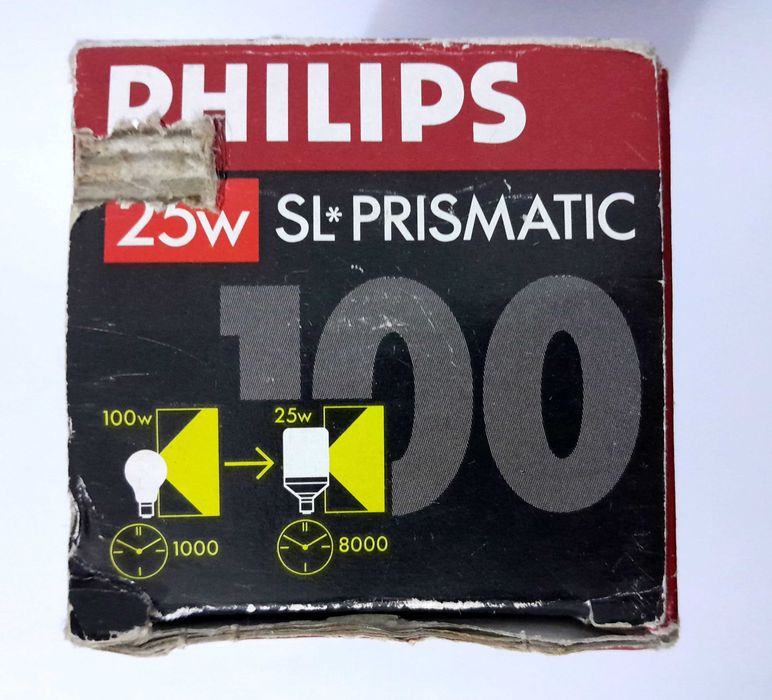 PHILIPS
25W SL* PRISMATIC
100
100w 25w
1000 8000